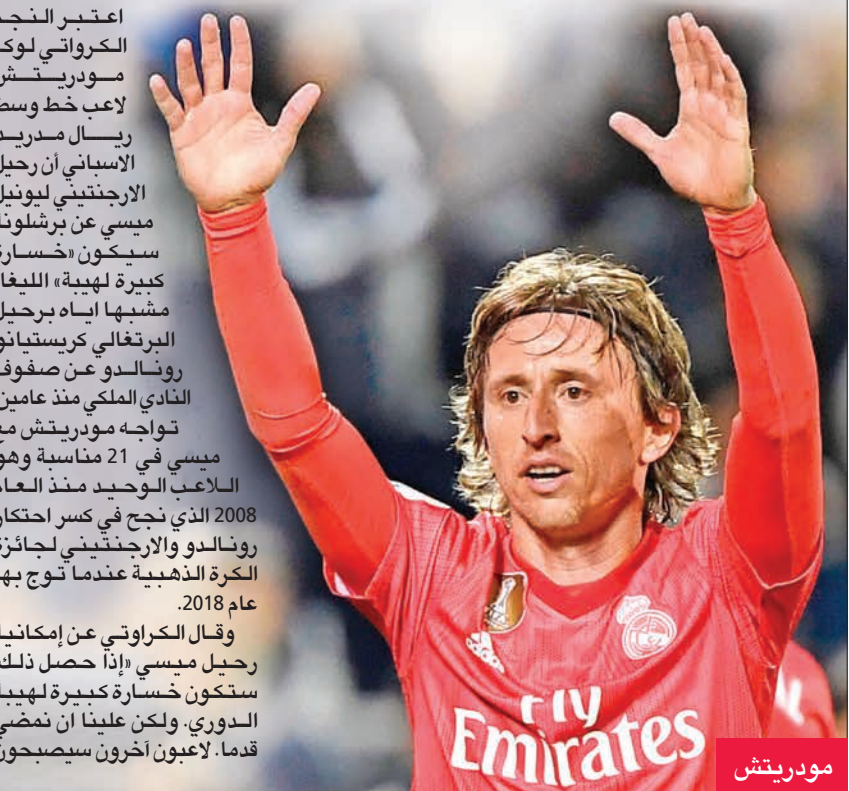 اعتبر النجـ
الكرواتي لوكـ
مودريتش
لاعب خط وسط
ريال مدريد
الاسباني أن رحيل
الارجنتيني ليونيل
ميسي عن برشلونة
سيكون «خسارة
كبيرة لهيبة» الليغا
مشبها اياه برحيل
البرتغالي كريستيانو
رونالدو عن صفوف
النادي الملكي منذ عامين
تواجه مودريتش مع
ميسي في 21 مناسبة وهو
اللاعب الوحيد منذ العام
2008 الذي نجح في كسر احتكار
رونالدو والارجنتيني لجائزة
الكرة الذهبية عندما توج بها
عام 2018.
وقال الكراوتي عن إمكانية
رحيل ميسي «إذا حصل ذلك
ستكون خسارة كبيرة لهيبة
الدوري. ولكن علينا ان نمضي
قدما. لاعبون آخرون سيصبحون
Fly
Emirates
مودريتش